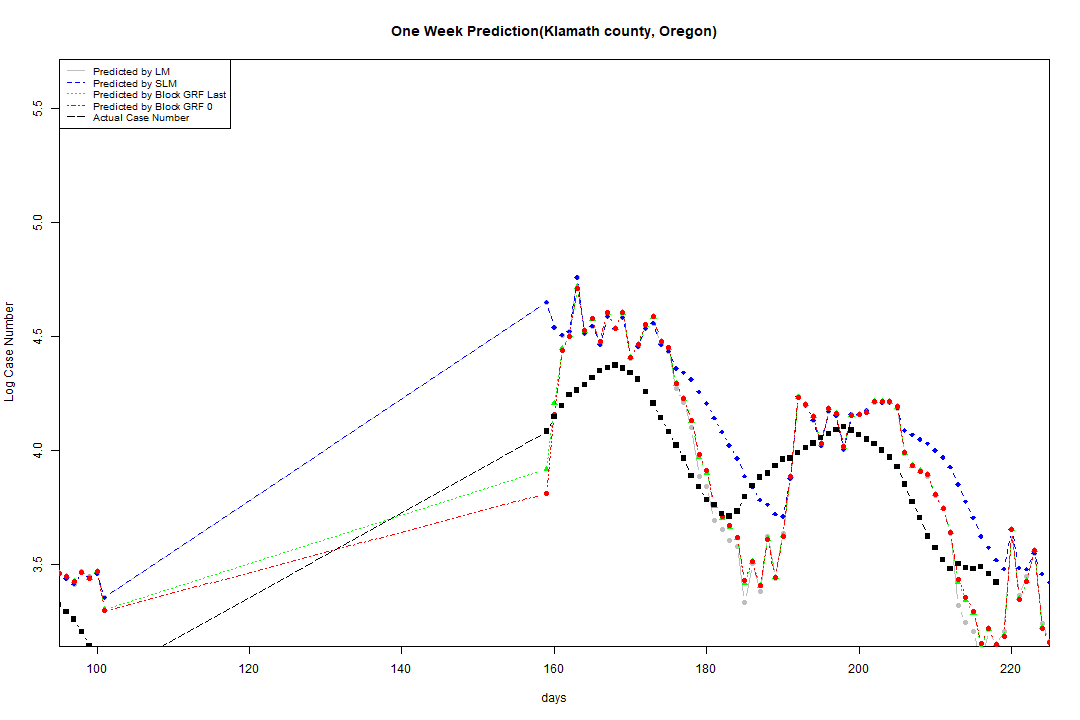 One Week Prediction(Klamath county, Oregon)
Predicted by LM
Predicted by SLM
Predicted by Block GRF Last
Predicted by Block GRF 0
Actual Case Number
5.5
5.0
4.5
4.0
3.5
Log Case Number
100 120 140 160 180 200 220
days